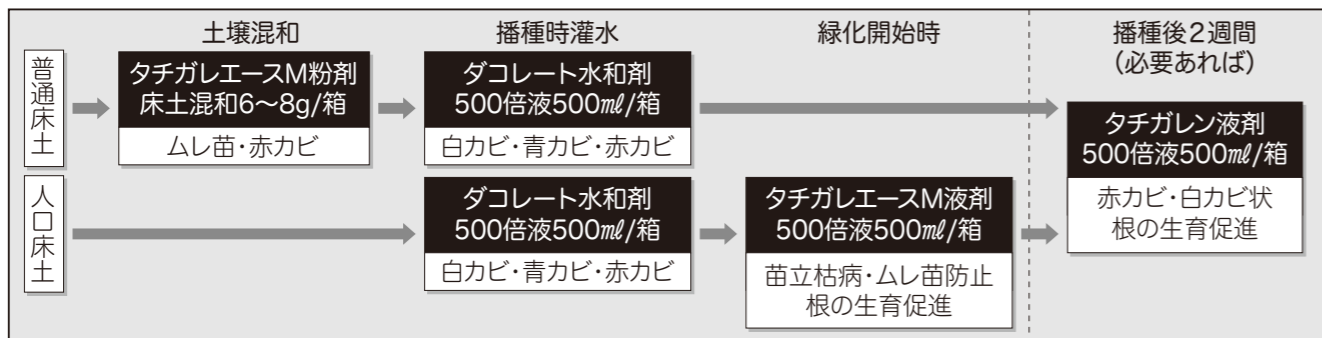 土壌混和
播種時灌水
緑化開始時
播種後2週間
(必要あれば)
普通床土
タチガレエースM粉剤
床土混和6〜8g/箱
ムレ苗・赤カビ
ダコレート水和剤
500倍液500㎖/箱
白カビ・青カビ・赤カビ
人口床土
ダコレート水和剤
500倍液500㎖/箱
白カビ・青カビ・赤カビ
タチガレエースM液剤
500倍液500㎖/箱
苗立枯病・ムレ苗防止
根の生育促進
タチガレン液剤
500倍液500㎖/箱
赤カビ・白カビ状
根の生育促進